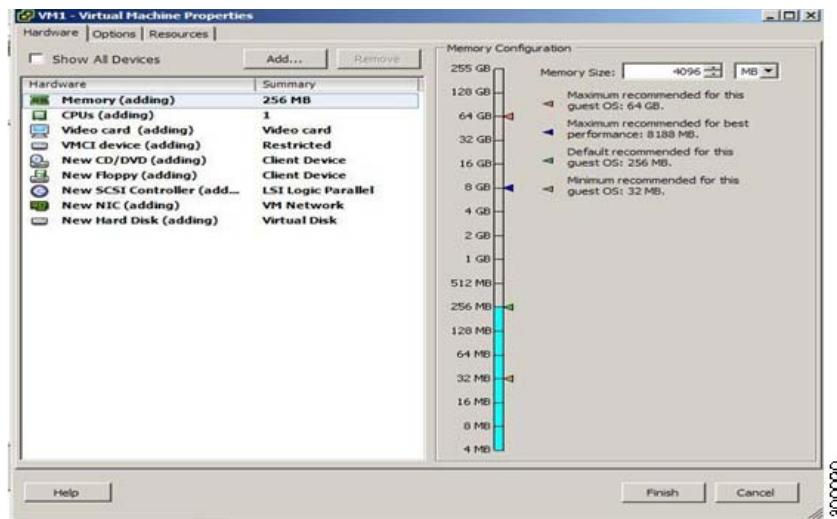 VM1 - Virtual Machine Properties
Hardware Options Resources
Show All Devices Add... Remove
Hardware Summary
Memory (adding) 256 MB
CPUs (adding) 1
Video card (adding) Video card
VMCI device (adding) Restricted
New CD/DVD (adding) Client Device
New Floppy (adding) Client Device
New SCSI Controller (add... LSI Logic Parallel
New NIC (adding) VM Network
New Hard Disk (adding) Virtual Disk
Memory Configuration
255 GB
128 GB
64 GB
32 GB
16 GB
8 GB
4 GB
2 GB
1 GB
512 MB
256 MB
128 MB
64 MB
32 MB
16 MB
8 MB
4 MB
Memory Size: 4096 MB
Maximum recommended for this
guest OS: 64 GB.
Maximum recommended for best
performance: 8188 MB.
Default recommended for this
guest OS: 256 MB.
Minimum recommended for this
guest OS: 32 MB.
Help Finish Cancel